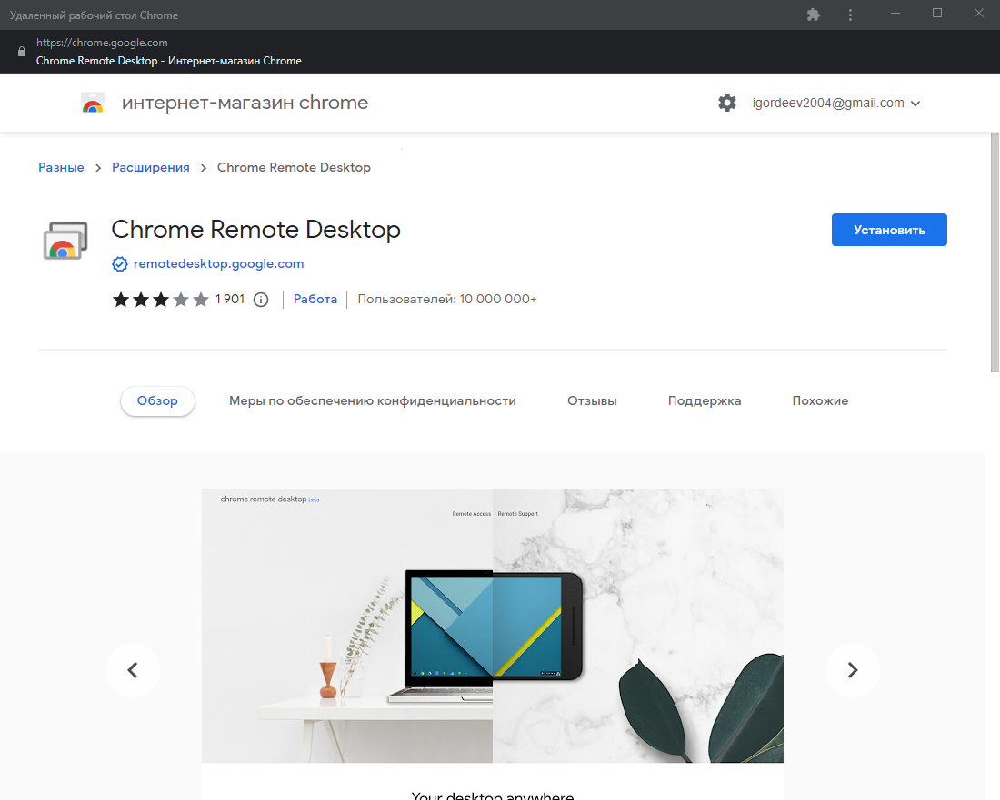 Удаленный рабочий стол Chrome
https://chrome.google.com
Chrome Remote Desktop - Интернет-магазин Chrome
интернет-магазин chrome
igordeev2004@gmail.com
Разные > Расширения > Chrome Remote Desktop
Chrome Remote Desktop
Установить
remotedesktop.google.com
1 901 Работа Пользователей: 10 000 000+
Обзор Меры по обеспечению конфиденциальности Отзывы Поддержка Похожие
chrome remote desktop beta
Remote Access Remote Support
Your desktop anywhere